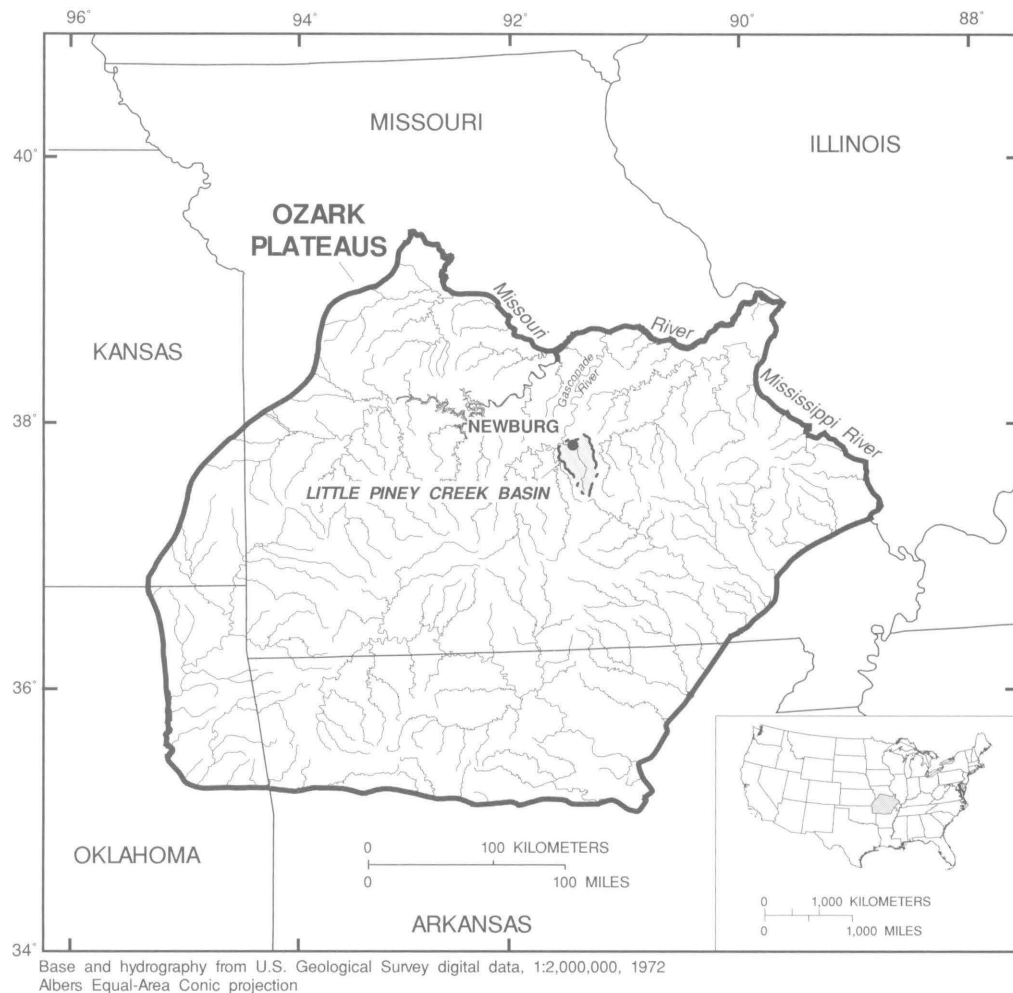 96°
94°
92°
90°
88°
MISSOURI
ILLINOIS
40°
OZARK
PLATEAUS
Missouri
River
KANSAS
Gascopade
River
Mississippi River
38°
NEWBURG
LITTLE PINEY CREEK BASIN
36°
0 100 KILOMETERS
0 100 MILES
OKLAHOMA
ARKANSAS
0 1,000 KILOMETERS
0 1,000 MILES
34°
Base and hydrography from U.S. Geological Survey digital data, 1:2,000,000, 1972
Albers Equal-Area Conic projection